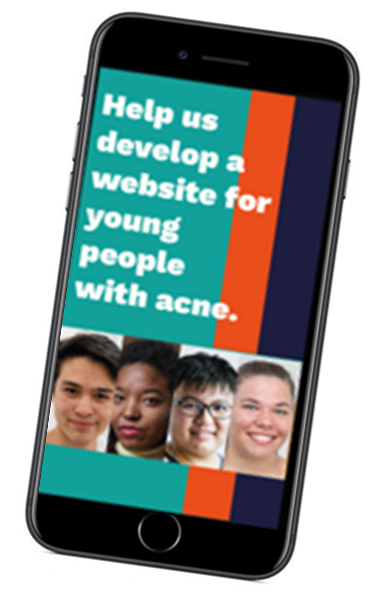 Help us
develop a
website for
young
people
with acne.